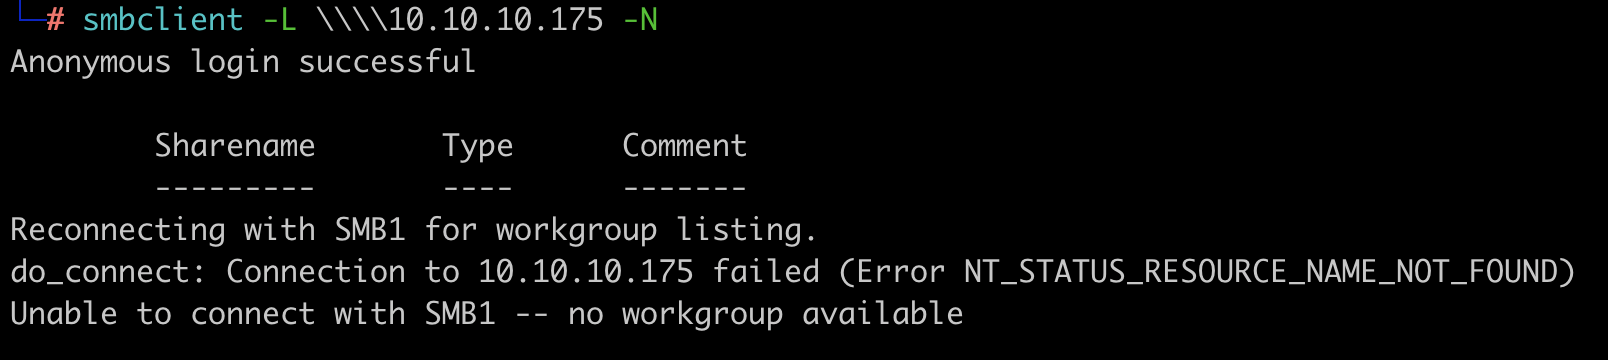 └─# smbclient -L \\\\10.10.10.175 -N
Anonymous login successful
Sharename Type Comment
--------- ---- -------
Reconnecting with SMB1 for workgroup listing.
do_connect: Connection to 10.10.10.175 failed (Error NT_STATUS_RESOURCE_NAME_NOT_FOUND)
Unable to connect with SMB1 -- no workgroup available